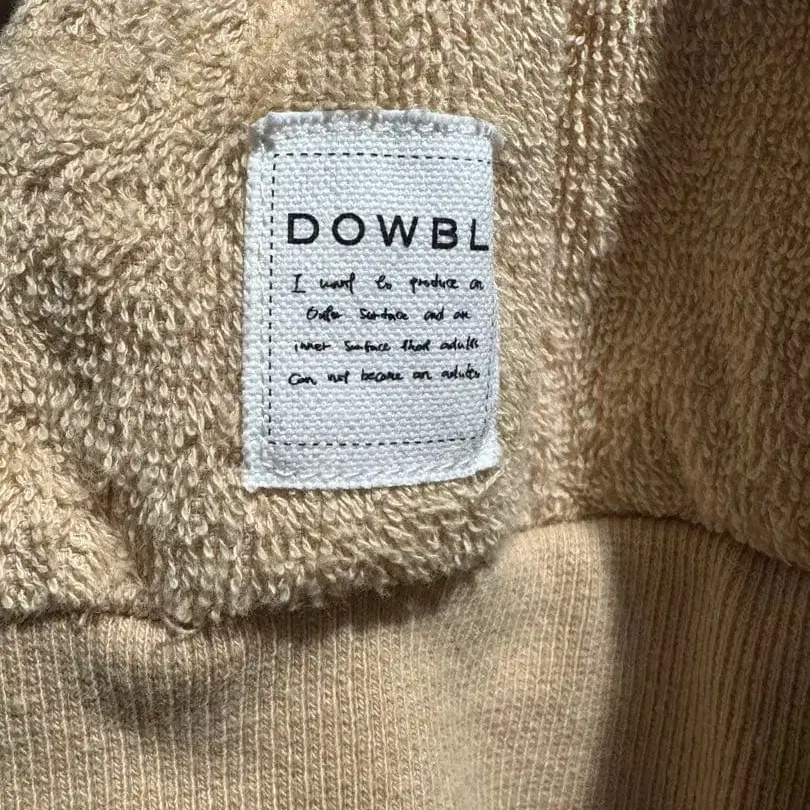 DOWBL
I want to produce an
Outer Surface and an
inner Surface that adults
Can not become an adults